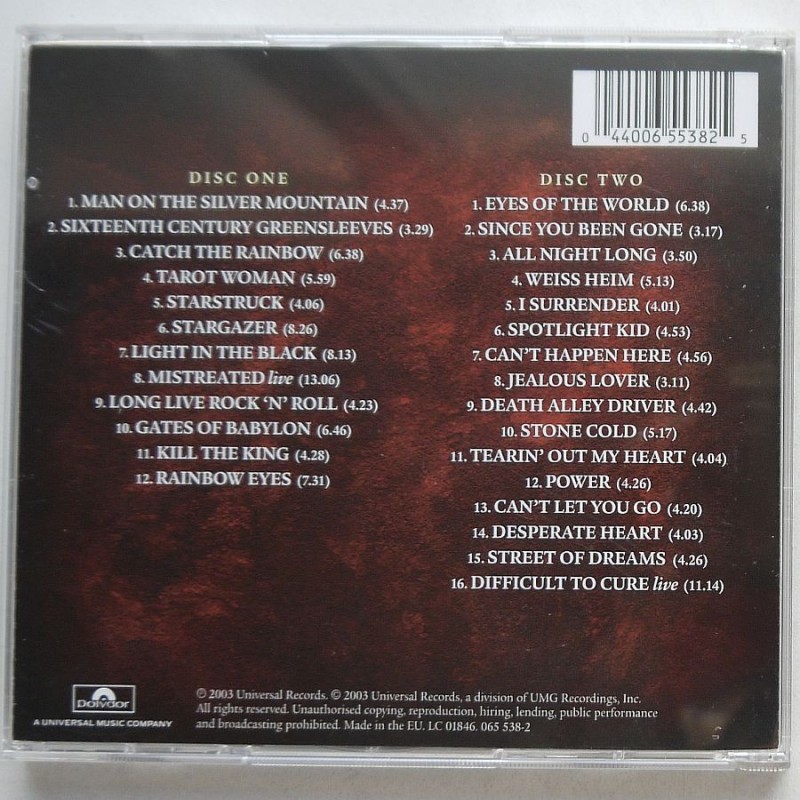 0 44006 55382 5
DISC ONE
1. MAN ON THE SILVER MOUNTAIN (4.37)
2. SIXTEENTH CENTURY GREENSLEEVES (3.29)
3. CATCH THE RAINBOW (6.38)
4. TAROT WOMAN (5.59)
5. STARSTRUCK (4.06)
6. STARGAZER (8.26)
7. LIGHT IN THE BLACK (8.13)
8. MISTREATED live (13.06)
9. LONG LIVE ROCK ‘N’ ROLL (4.23)
10. GATES OF BABYLON (6.46)
11. KILL THE KING (4.28)
12. RAINBOW EYES (7.31)
DISC TWO
1. EYES OF THE WORLD (6.38)
2. SINCE YOU BEEN GONE (3.17)
3. ALL NIGHT LONG (3.50)
4. WEISS HEIM (5.13)
5. I SURRENDER (4.01)
6. SPOTLIGHT KID (4.53)
7. CAN’T HAPPEN HERE (4.56)
8. JEALOUS LOVER (3.11)
9. DEATH ALLEY DRIVER (4.42)
10. STONE COLD (5.17)
11. TEARIN’ OUT MY HEART (4.04)
12. POWER (4.26)
13. CAN’T LET YOU GO (4.20)
14. DESPERATE HEART (4.03)
15. STREET OF DREAMS (4.26)
16. DIFFICULT TO CURE live (11.14)
polydor
A UNIVERSAL MUSIC COMPANY
℗ 2003 Universal Records. © 2003 Universal Records, a division of UMG Recordings, Inc.
All rights reserved. Unauthorised copying, reproduction, hiring, lending, public performance
and broadcasting prohibited. Made in the EU. LC 01846. 065 538-2